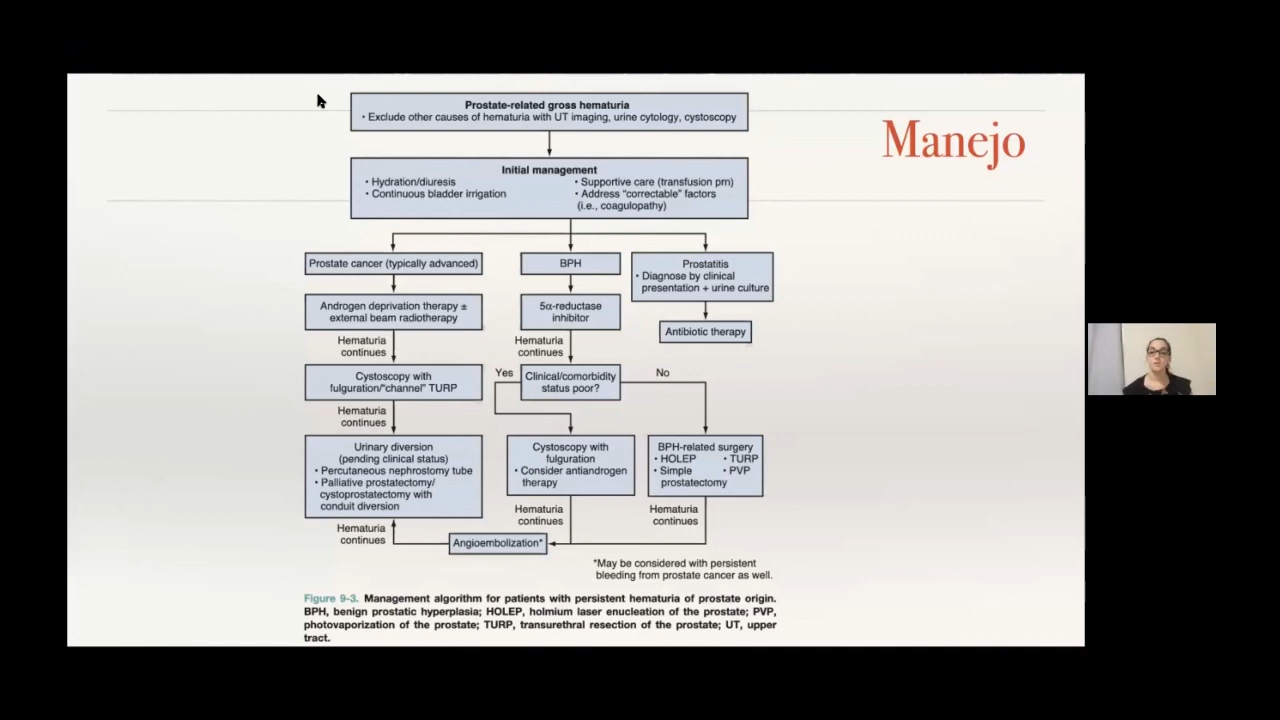 Manejo
Prostate-related gross hematuria
• Exclude other causes of hematuria with UT imaging, urine cytology, cystoscopy
Initial management
• Hydration/diuresis
• Continuous bladder irrigation
• Supportive care (transfusion prn)
• Address “correctable” factors
(i.e., coagulopathy)
Prostate cancer (typically advanced)
Androgen deprivation therapy ±
external beam radiotherapy
Hematuria
continues
Cystoscopy with
fulguration/“channel” TURP
Hematuria
continues
Urinary diversion
(pending clinical status)
• Percutaneous nephrostomy tube
• Palliative prostatectomy/
cystoprostatectomy with
conduit diversion
Hematuria
continues
BPH
5α-reductase
inhibitor
Hematuria
continues
Clinical/comorbidity
status poor?
Yes
No
Cystoscopy with
fulguration
• Consider antiandrogen
therapy
Hematuria
continues
BPH-related surgery
• HOLEP • TURP
• Simple • PVP
prostatectomy
Hematuria
continues
Angioembolization*
Prostatitis
• Diagnose by clinical
presentation + urine culture
Antibiotic therapy
*May be considered with persistent
bleeding from prostate cancer as well.
Figure 9-3. Management algorithm for patients with persistent hematuria of prostate origin.
BPH, benign prostatic hyperplasia; HOLEP, holmium laser enucleation of the prostate; PVP,
photovaporization of the prostate; TURP, transurethral resection of the prostate; UT, upper
tract.